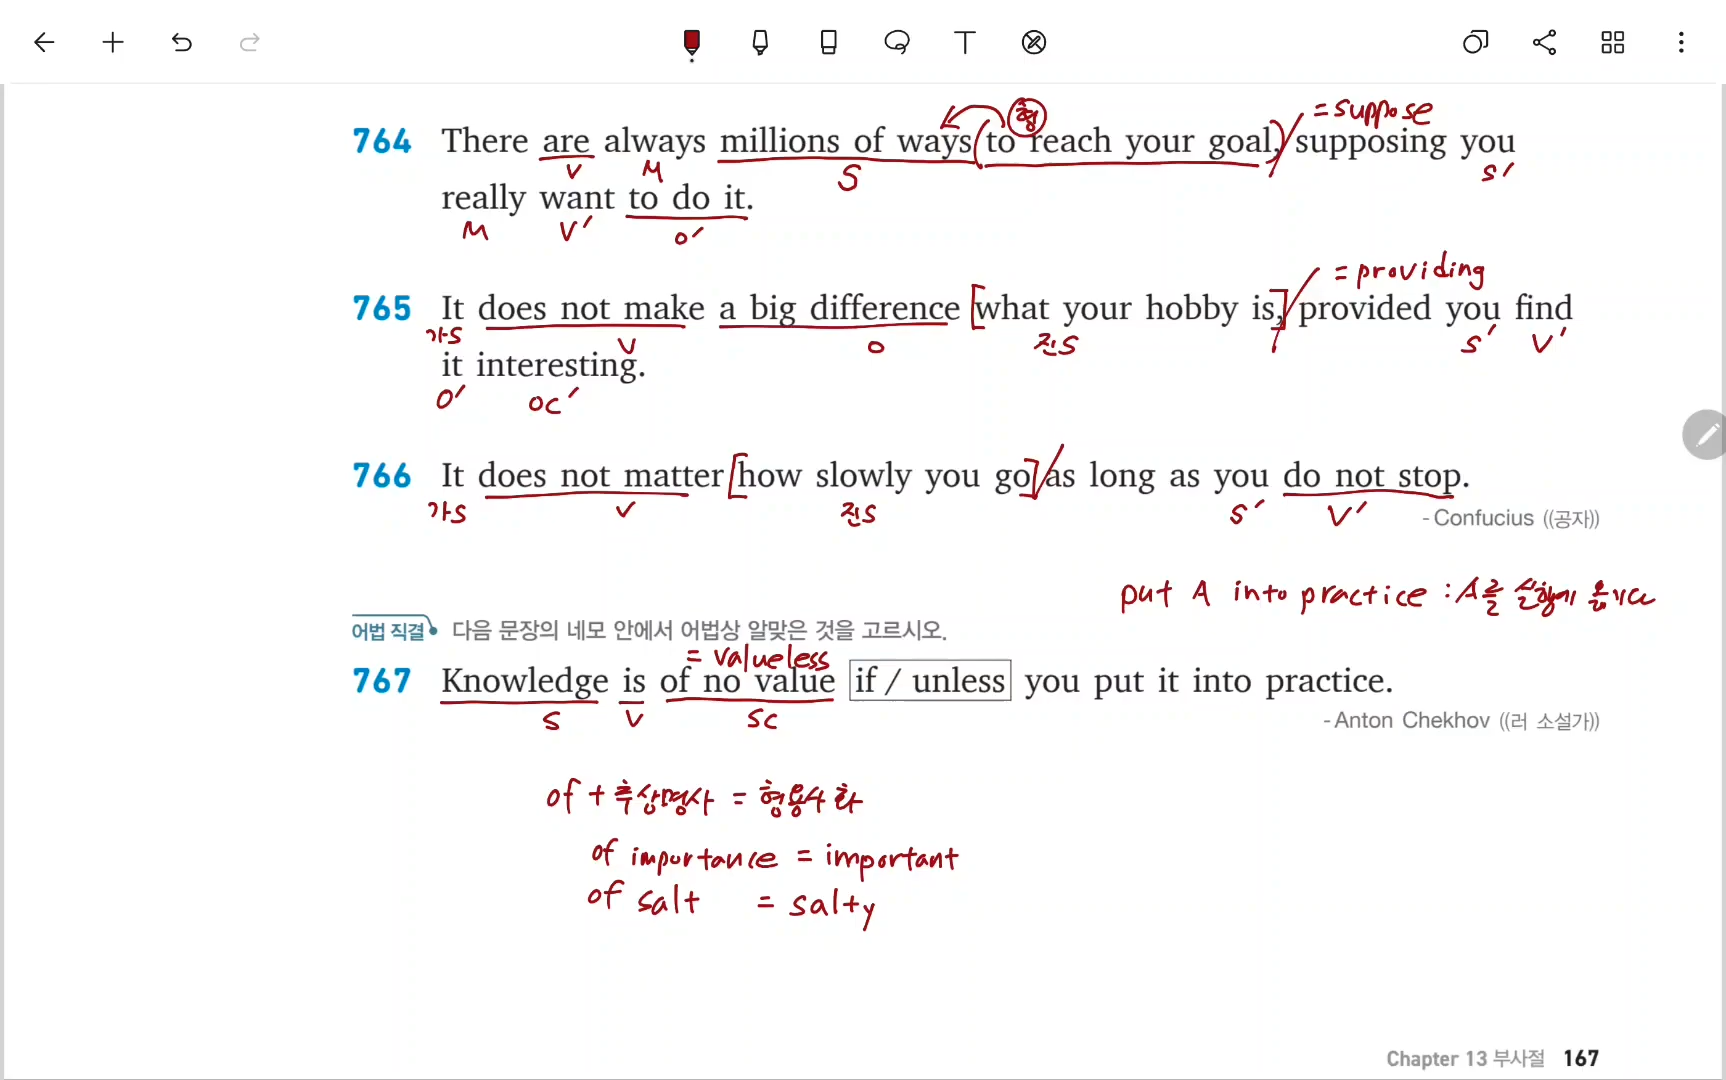 형 = suppose
764 There are always millions of ways (to reach your goal,) / supposing you
V M S S′
really want to do it.
M V′ O′
= providing
765 It does not make a big difference [what your hobby is,] / provided you find
가S V O 진S S′ V′
it interesting.
O′ OC′
766 It does not matter [how slowly you go] / as long as you do not stop.
가S V 진S S′ V′
- Confucius ((공자))
put A into practice : A를 실행에 옮기다
어법 직결 다음 문장의 네모 안에서 어법상 알맞은 것을 고르시오.
= valueless
767 Knowledge is of no value if / unless you put it into practice.
S V SC
- Anton Chekhov ((러 소설가))
of + 추상명사 = 형용사화
of importance = important
of salt = salty
Chapter 13 부사절 167